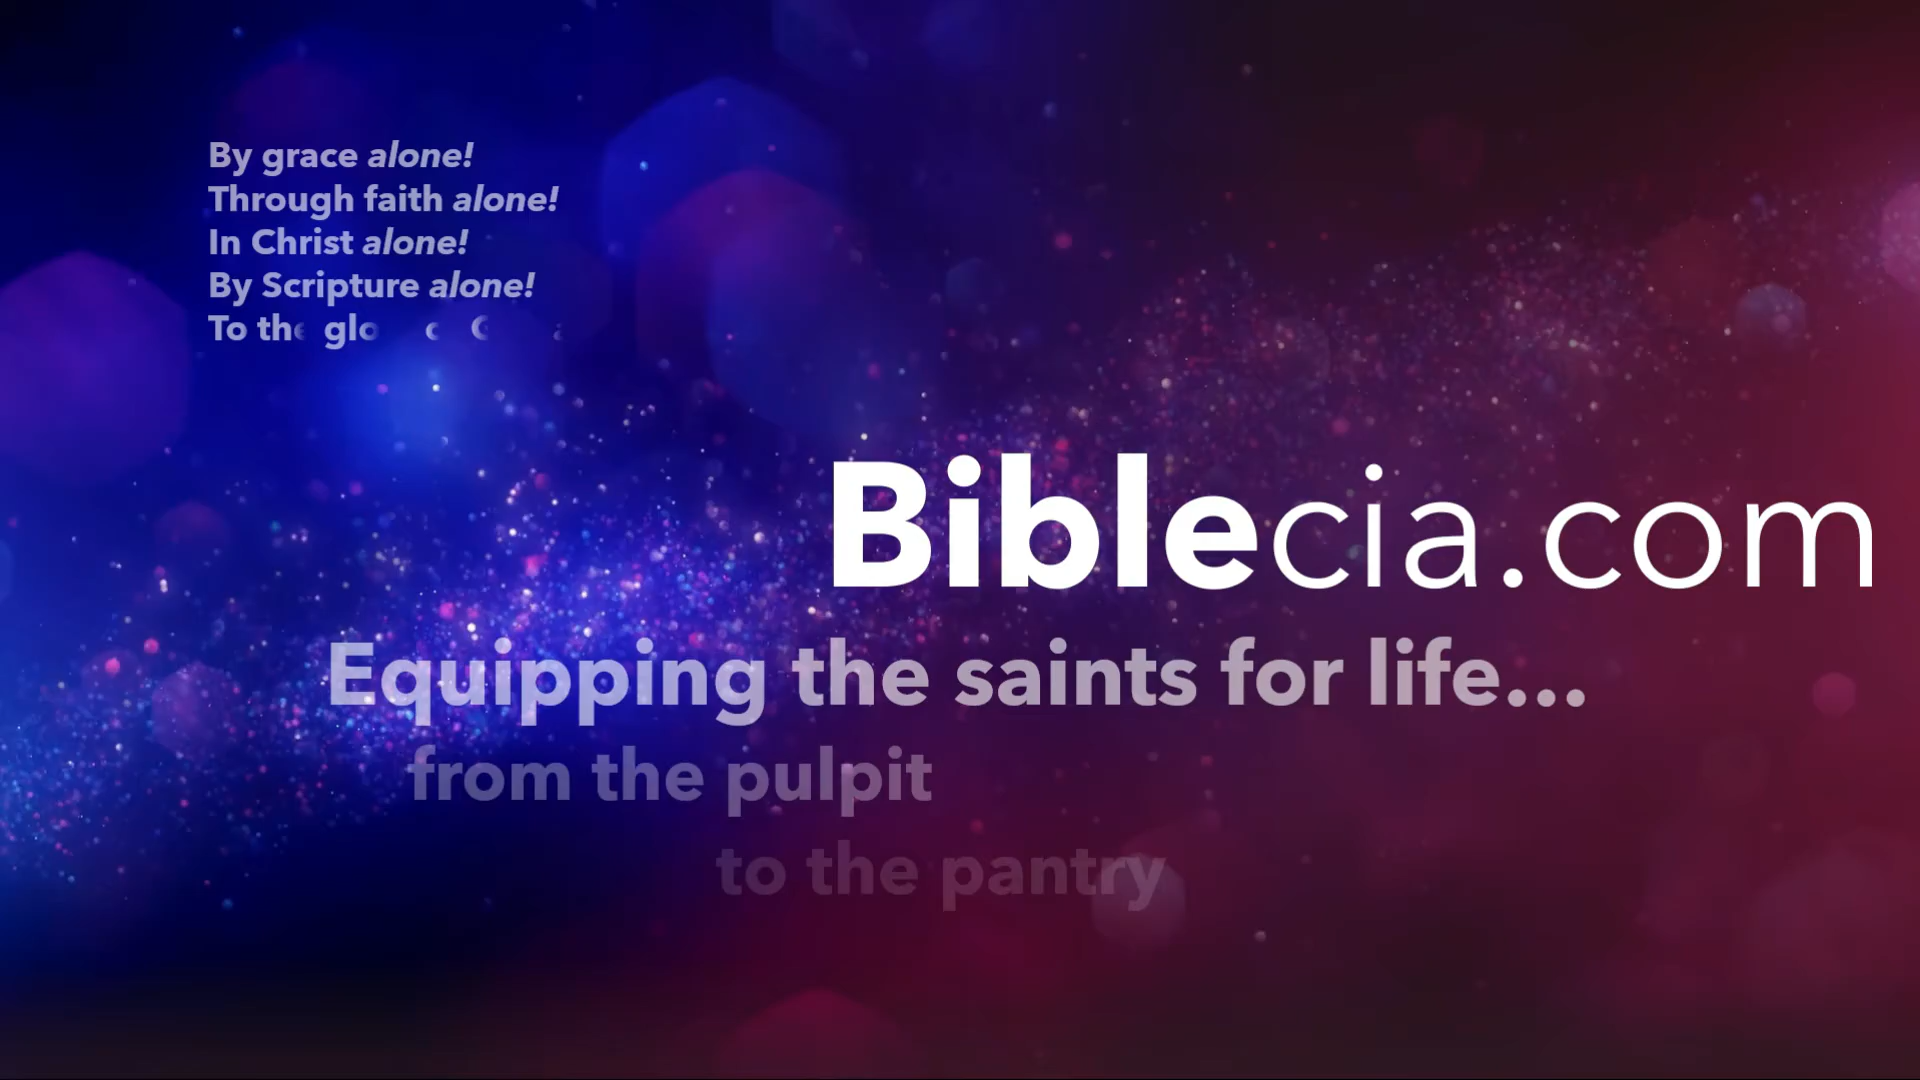 By grace alone!
Through faith alone!
In Christ alone!
By Scripture alone!
To the
Biblecia.com
Equipping the saints for life...
from the pulpit
to the pantry